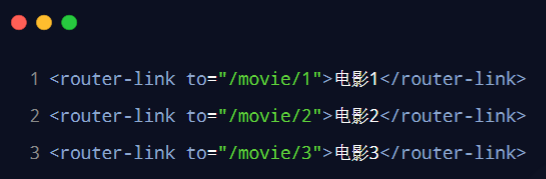 1 <router-link to="/movie/1">电影1</router-link>
2 <router-link to="/movie/2">电影2</router-link>
3 <router-link to="/movie/3">电影3</router-link>